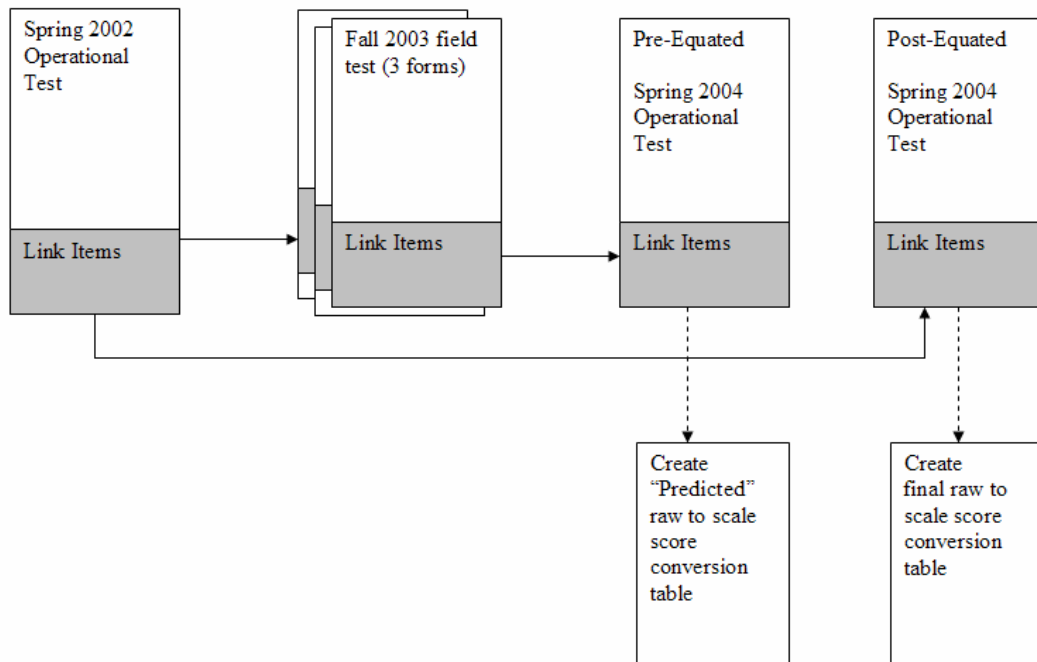 Spring 2002
Operational
Test
Link Items
Fall 2003 field
test (3 forms)
Link Items
Pre-Equated
Spring 2004
Operational
Test
Link Items
Post-Equated
Spring 2004
Operational
Test
Link Items
Create
“Predicted”
raw to scale
score
conversion
table
Create
final raw to
scale score
conversion
table